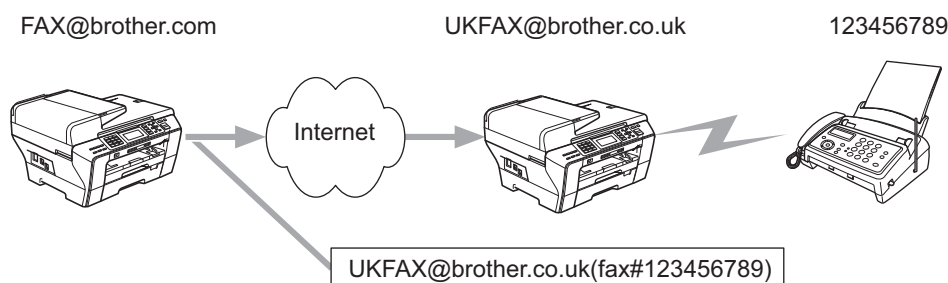 FAX@brother.com
UKFAX@brother.co.uk
123456789
Internet
UKFAX@brother.co.uk(fax#123456789)